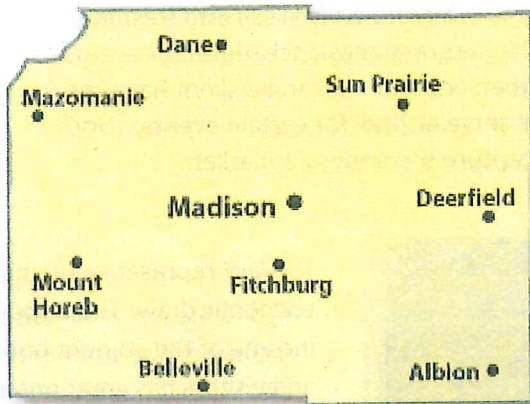 Dane
Sun Prairie
Mazomanie
Madison
Deerfield
Mount
Horeb
Fitchburg
Belleville
Albion